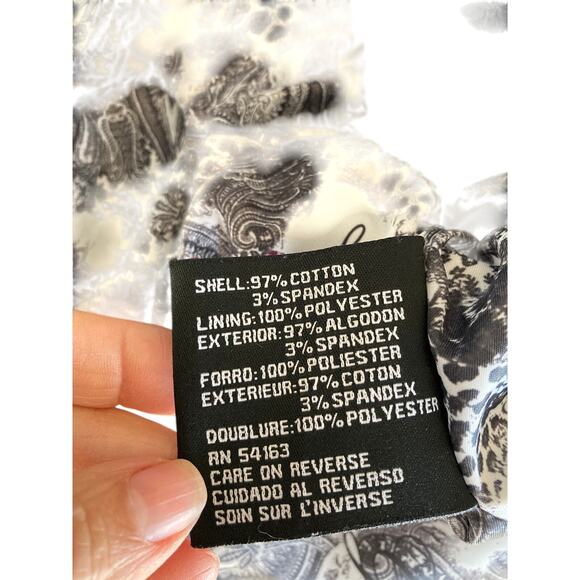 SHELL:97% COTTON
3% SPANDEX
LINING:100% POLYESTER
EXTERIOR:97% ALGODON
3% SPANDEX
FORRO:100% POLIESTER
EXTERIEUR:97% COTON
3% SPANDEX
DOUBLURE:100% POLYESTER
RN 54163
CARE ON REVERSE
CUIDADO AL REVERSO
SOIN SUR L'INVERSE